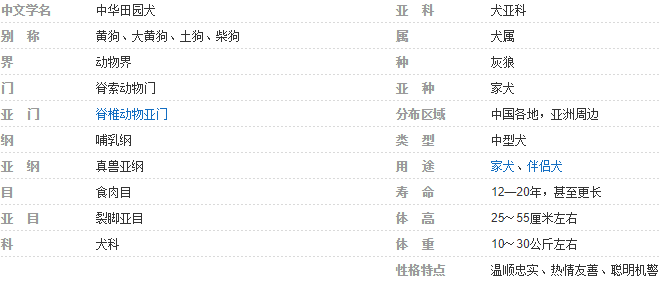 中文学名 中华田园犬
别 称 黄狗、大黄狗、土狗、柴狗
界 动物界
门 脊索动物门
亚 门 脊椎动物亚门
纲 哺乳纲
亚 纲 真兽亚纲
目 食肉目
亚 目 裂脚亚目
科 犬科
亚 科 犬亚科
属 犬属
种 灰狼
亚 种 家犬
分布区域 中国各地，亚洲周边
类 型 中型犬
用 途 家犬、伴侣犬
寿 命 12—20年，甚至更长
体 高 25～55厘米左右
体 重 10～30公斤左右
性格特点 温顺忠实、热情友善、聪明机警